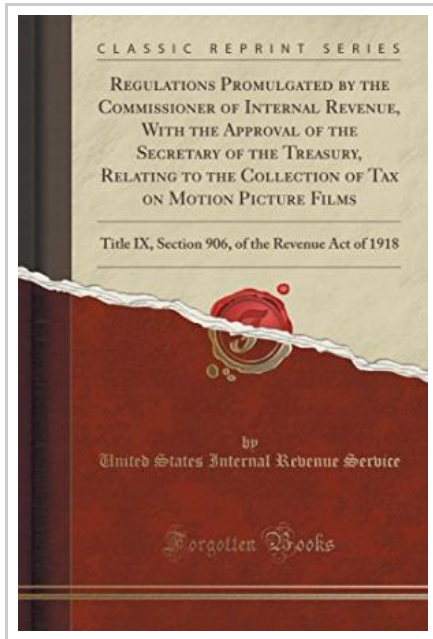 CLASSIC REPRINT SERIES
REGULATIONS PROMULGATED BY THE
COMMISSIONER OF INTERNAL REVENUE,
WITH THE APPROVAL OF THE
SECRETARY OF THE TREASURY,
RELATING TO THE COLLECTION OF TAX
ON MOTION PICTURE FILMS
Title IX, Section 906, of the Revenue Act of 1918
by
United States Internal Revenue Service
Forgotten Books